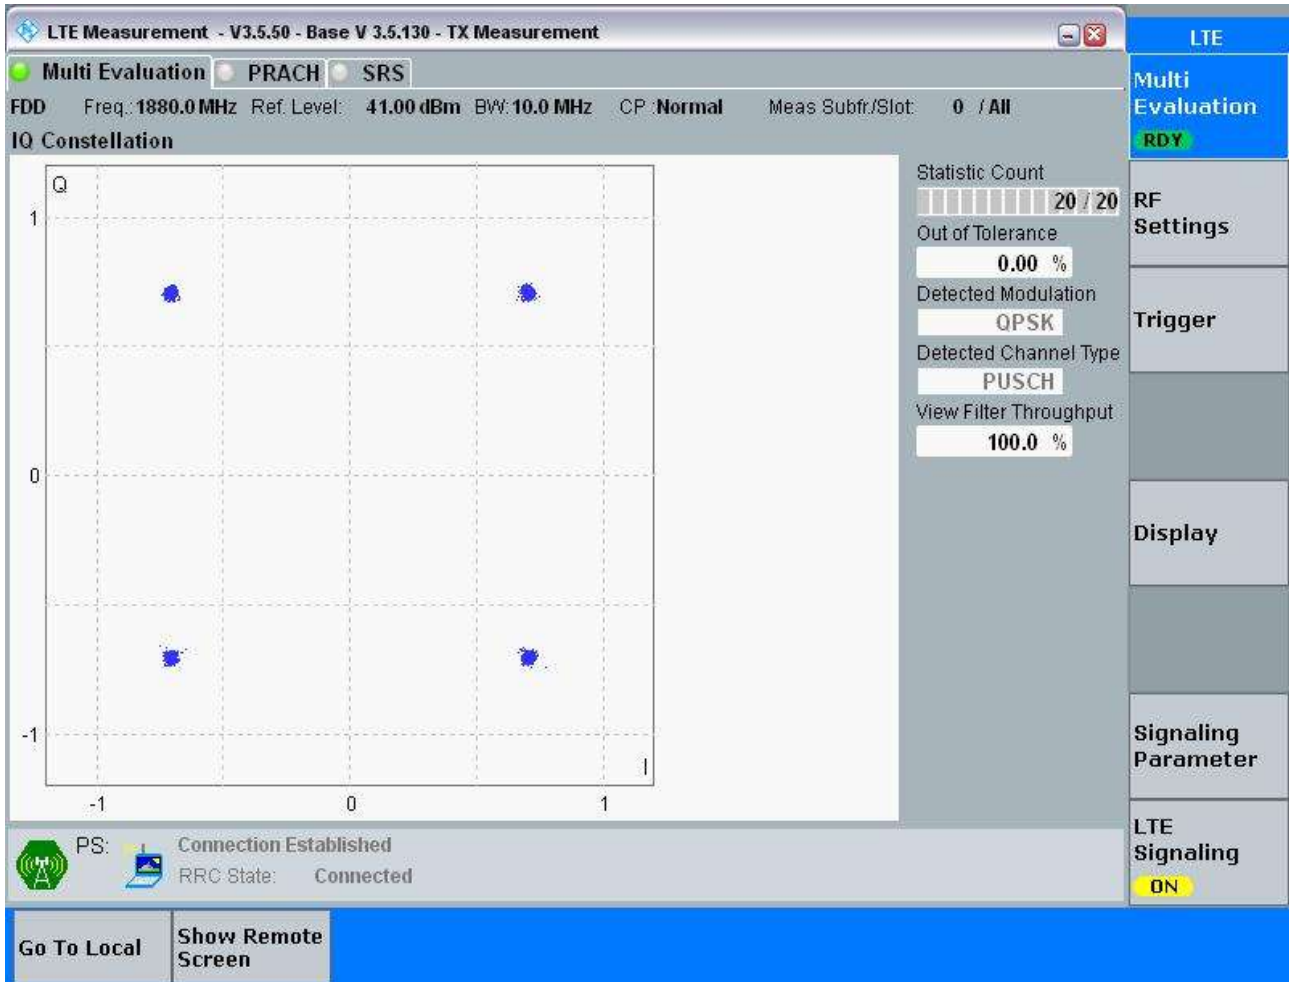 LTE Measurement - V3.5.50 - Base V 3.5.130 - TX Measurement
LTE
Multi Evaluation PRACH SRS
FDD Freq.: 1880.0 MHz Ref. Level: 41.00 dBm BW: 10.0 MHz CP :Normal Meas Subfr./Slot: 0 / All
IQ Constellation
Q
1
0
-1
I
-1 0 1
Statistic Count
20 / 20
Out of Tolerance
0.00 %
Detected Modulation
QPSK
Detected Channel Type
PUSCH
View Filter Throughput
100.0 %
Multi
Evaluation
RDY
RF
Settings
Trigger
Display
Signaling
Parameter
LTE
Signaling
ON
PS: Connection Established
RRC State: Connected
Go To Local
Show Remote
Screen